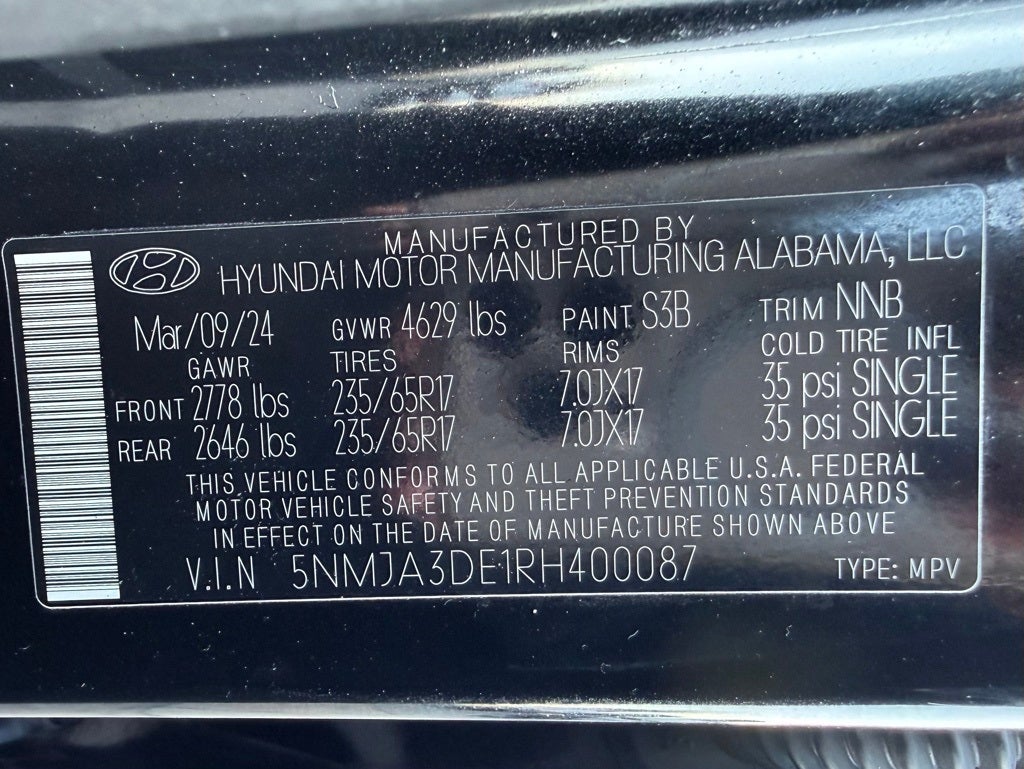 MANUFACTURED BY
HYUNDAI MOTOR MANUFACTURING ALABAMA, LLC
Mar/09/24 GVWR 4629 lbs PAINT S3B TRIM NNB
GAWR TIRES RIMS COLD TIRE INFL
FRONT 2778 lbs 235/65R17 7.0JX17 35 psi SINGLE
REAR 2646 lbs 235/65R17 7.0JX17 35 psi SINGLE
THIS VEHICLE CONFORMS TO ALL APPLICABLE U.S.A. FEDERAL
MOTOR VEHICLE SAFETY AND THEFT PREVENTION STANDARDS
IN EFFECT ON THE DATE OF MANUFACTURE SHOWN ABOVE
V.I.N 5NMJA3DE1RH400087 TYPE: MPV